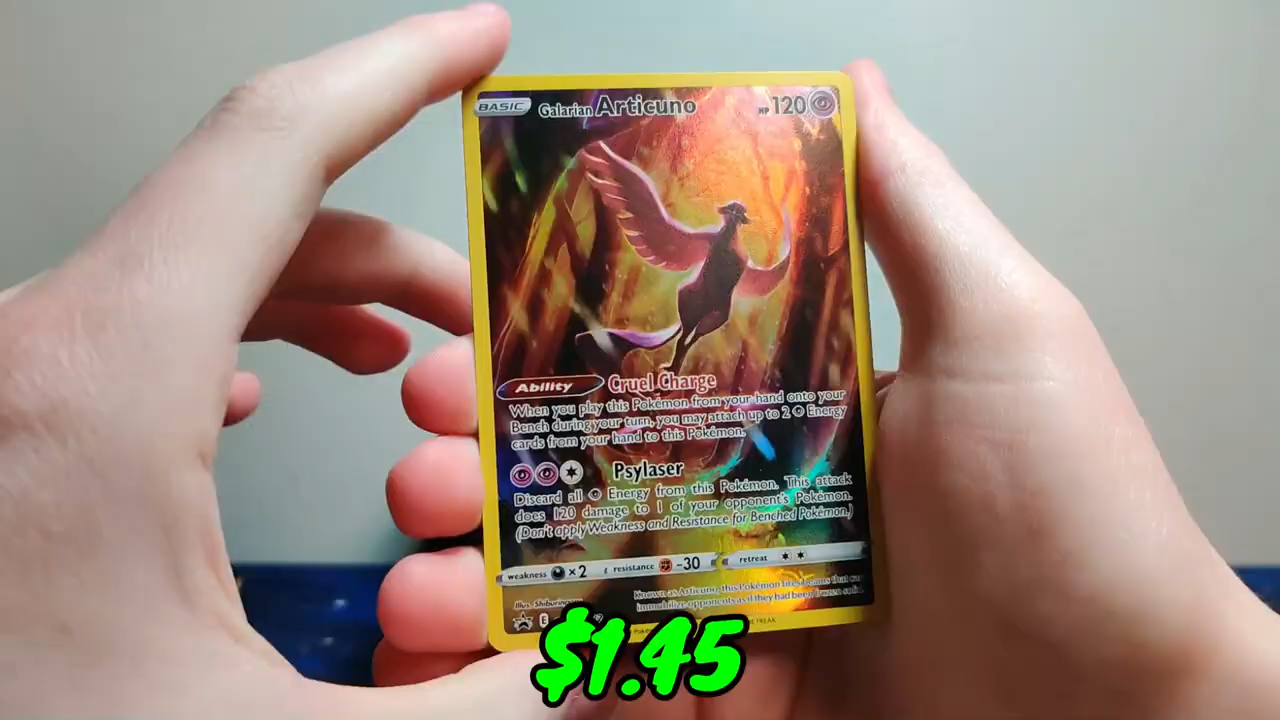 BASIC Galarian Articuno HP 120
Ability Cruel Charge
When you play this Pokémon from your hand onto your
Bench during your turn, you may attach up to 2 Energy
cards from your hand to this Pokémon.
Psylaser
Discard all Energy from this Pokémon. This attack
does 120 damage to 1 of your opponent's Pokémon.
(Don't apply Weakness and Resistance for Benched Pokémon.)
weakness ×2 resistance -30 retreat
Known as Articuno, this Pokémon fires beams that can
immobilize opponents as if they had been frozen solid.
Illus.
E
FREAK
$1.45